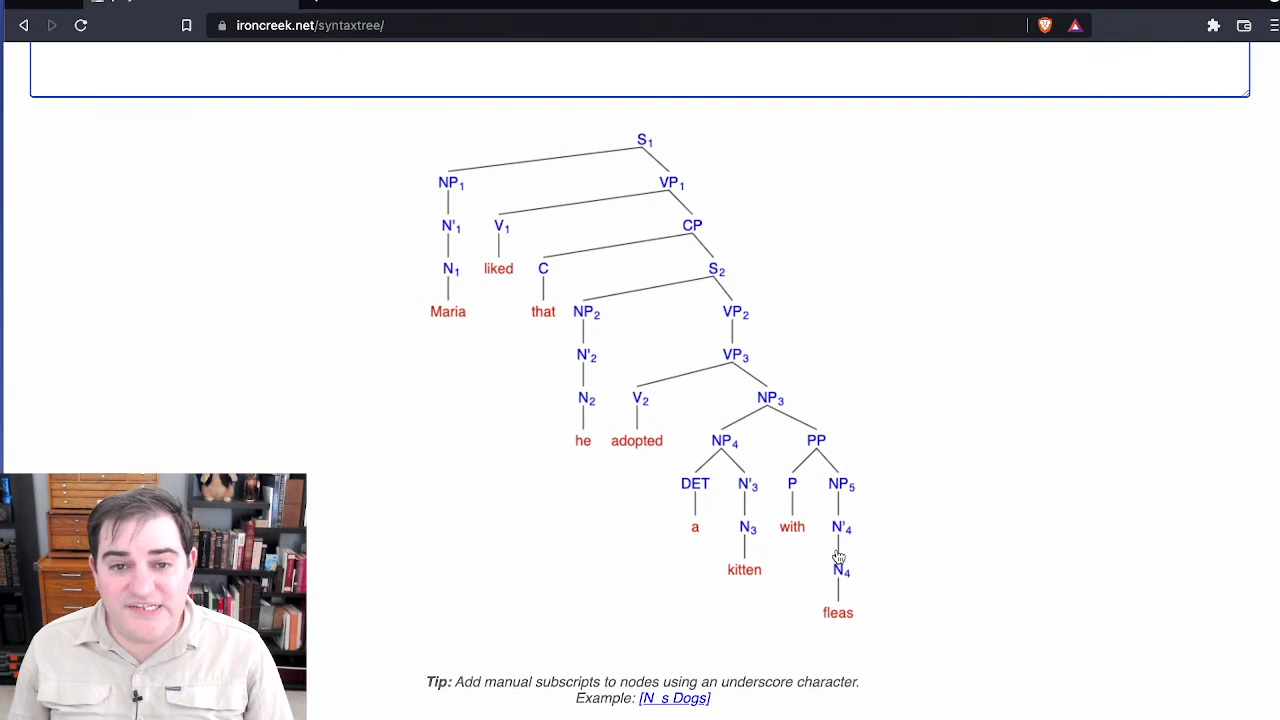 ironcreek.net/syntaxtree/
S1
NP1 VP1
N'1 V1 CP
N1 liked C S2
Maria that NP2 VP2
N'2 VP3
N2 V2 NP3
he adopted NP4 PP
DET N'3 P NP5
a N3 with N'4
kitten N4
fleas
Tip: Add manual subscripts to nodes using an underscore character.
Example: [N_s Dogs]